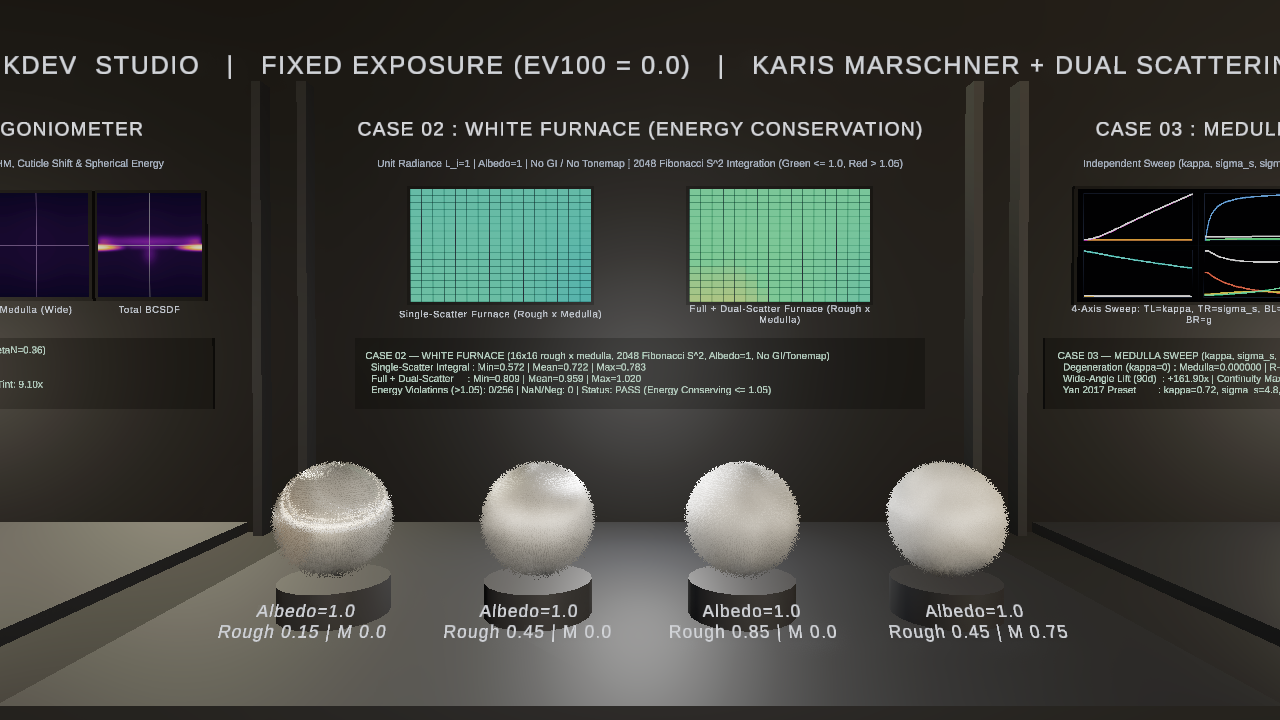 KDEV STUDIO | FIXED EXPOSURE (EV100 = 0.0) | KARIS MARSCHNER + DUAL SCATTERIN
GONIOMETER
HM, Cuticle Shift & Spherical Energy
Medulla (Wide)
Total BCSDF
etaN=0.36)
Tint: 9.10x
CASE 02 : WHITE FURNACE (ENERGY CONSERVATION)
Unit Radiance L_i=1 | Albedo=1 | No GI / No Tonemap | 2048 Fibonacci S^2 Integration (Green <= 1.0, Red > 1.05)
Single-Scatter Furnace (Rough x Medulla)
Full + Dual-Scatter Furnace (Rough x
Medulla)
CASE 02 — WHITE FURNACE (16x16 rough x medulla, 2048 Fibonacci S^2, Albedo=1, No GI/Tonemap)
Single-Scatter Integral : Min=0.572 | Mean=0.722 | Max=0.783
Full + Dual-Scatter : Min=0.809 | Mean=0.959 | Max=1.020
Energy Violations (>1.05): 0/256 | NaN/Neg: 0 | Status: PASS (Energy Conserving <= 1.05)
CASE 03 : MEDULL
Independent Sweep (kappa, sigma_s, sigm
4-Axis Sweep: TL=kappa, TR=sigma_s, BL=
BR=g
CASE 03 — MEDULLA SWEEP (kappa, sigma_s,
Degeneration (kappa=0) : Medulla=0.000000 | R-
Wide-Angle Lift (90d) : +161.90x | Continuity Max
Yan 2017 Preset : kappa=0.72, sigma_s=4.8,
Albedo=1.0
Rough 0.15 | M 0.0
Albedo=1.0
Rough 0.45 | M 0.0
Albedo=1.0
Rough 0.85 | M 0.0
Albedo=1.0
Rough 0.45 | M 0.75